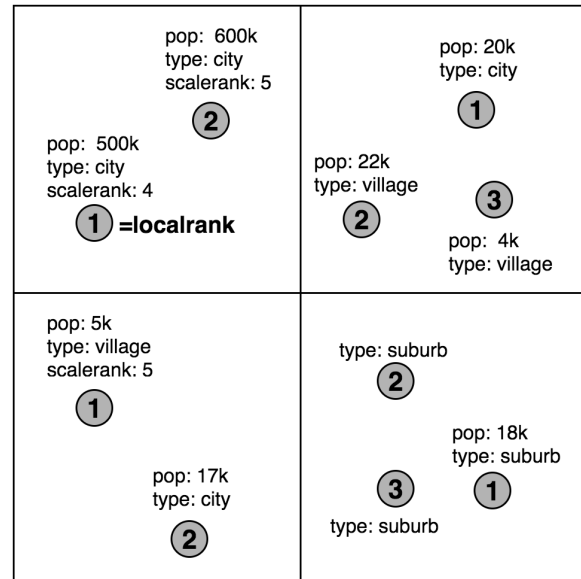 pop: 600k
type: city
scalerank: 5
2
pop: 500k
type: city
scalerank: 4
1 =localrank
pop: 20k
type: city
1
pop: 22k
type: village
2
3
pop: 4k
type: village
pop: 5k
type: village
scalerank: 5
1
pop: 17k
type: city
2
type: suburb
2
pop: 18k
type: suburb
1
3
type: suburb